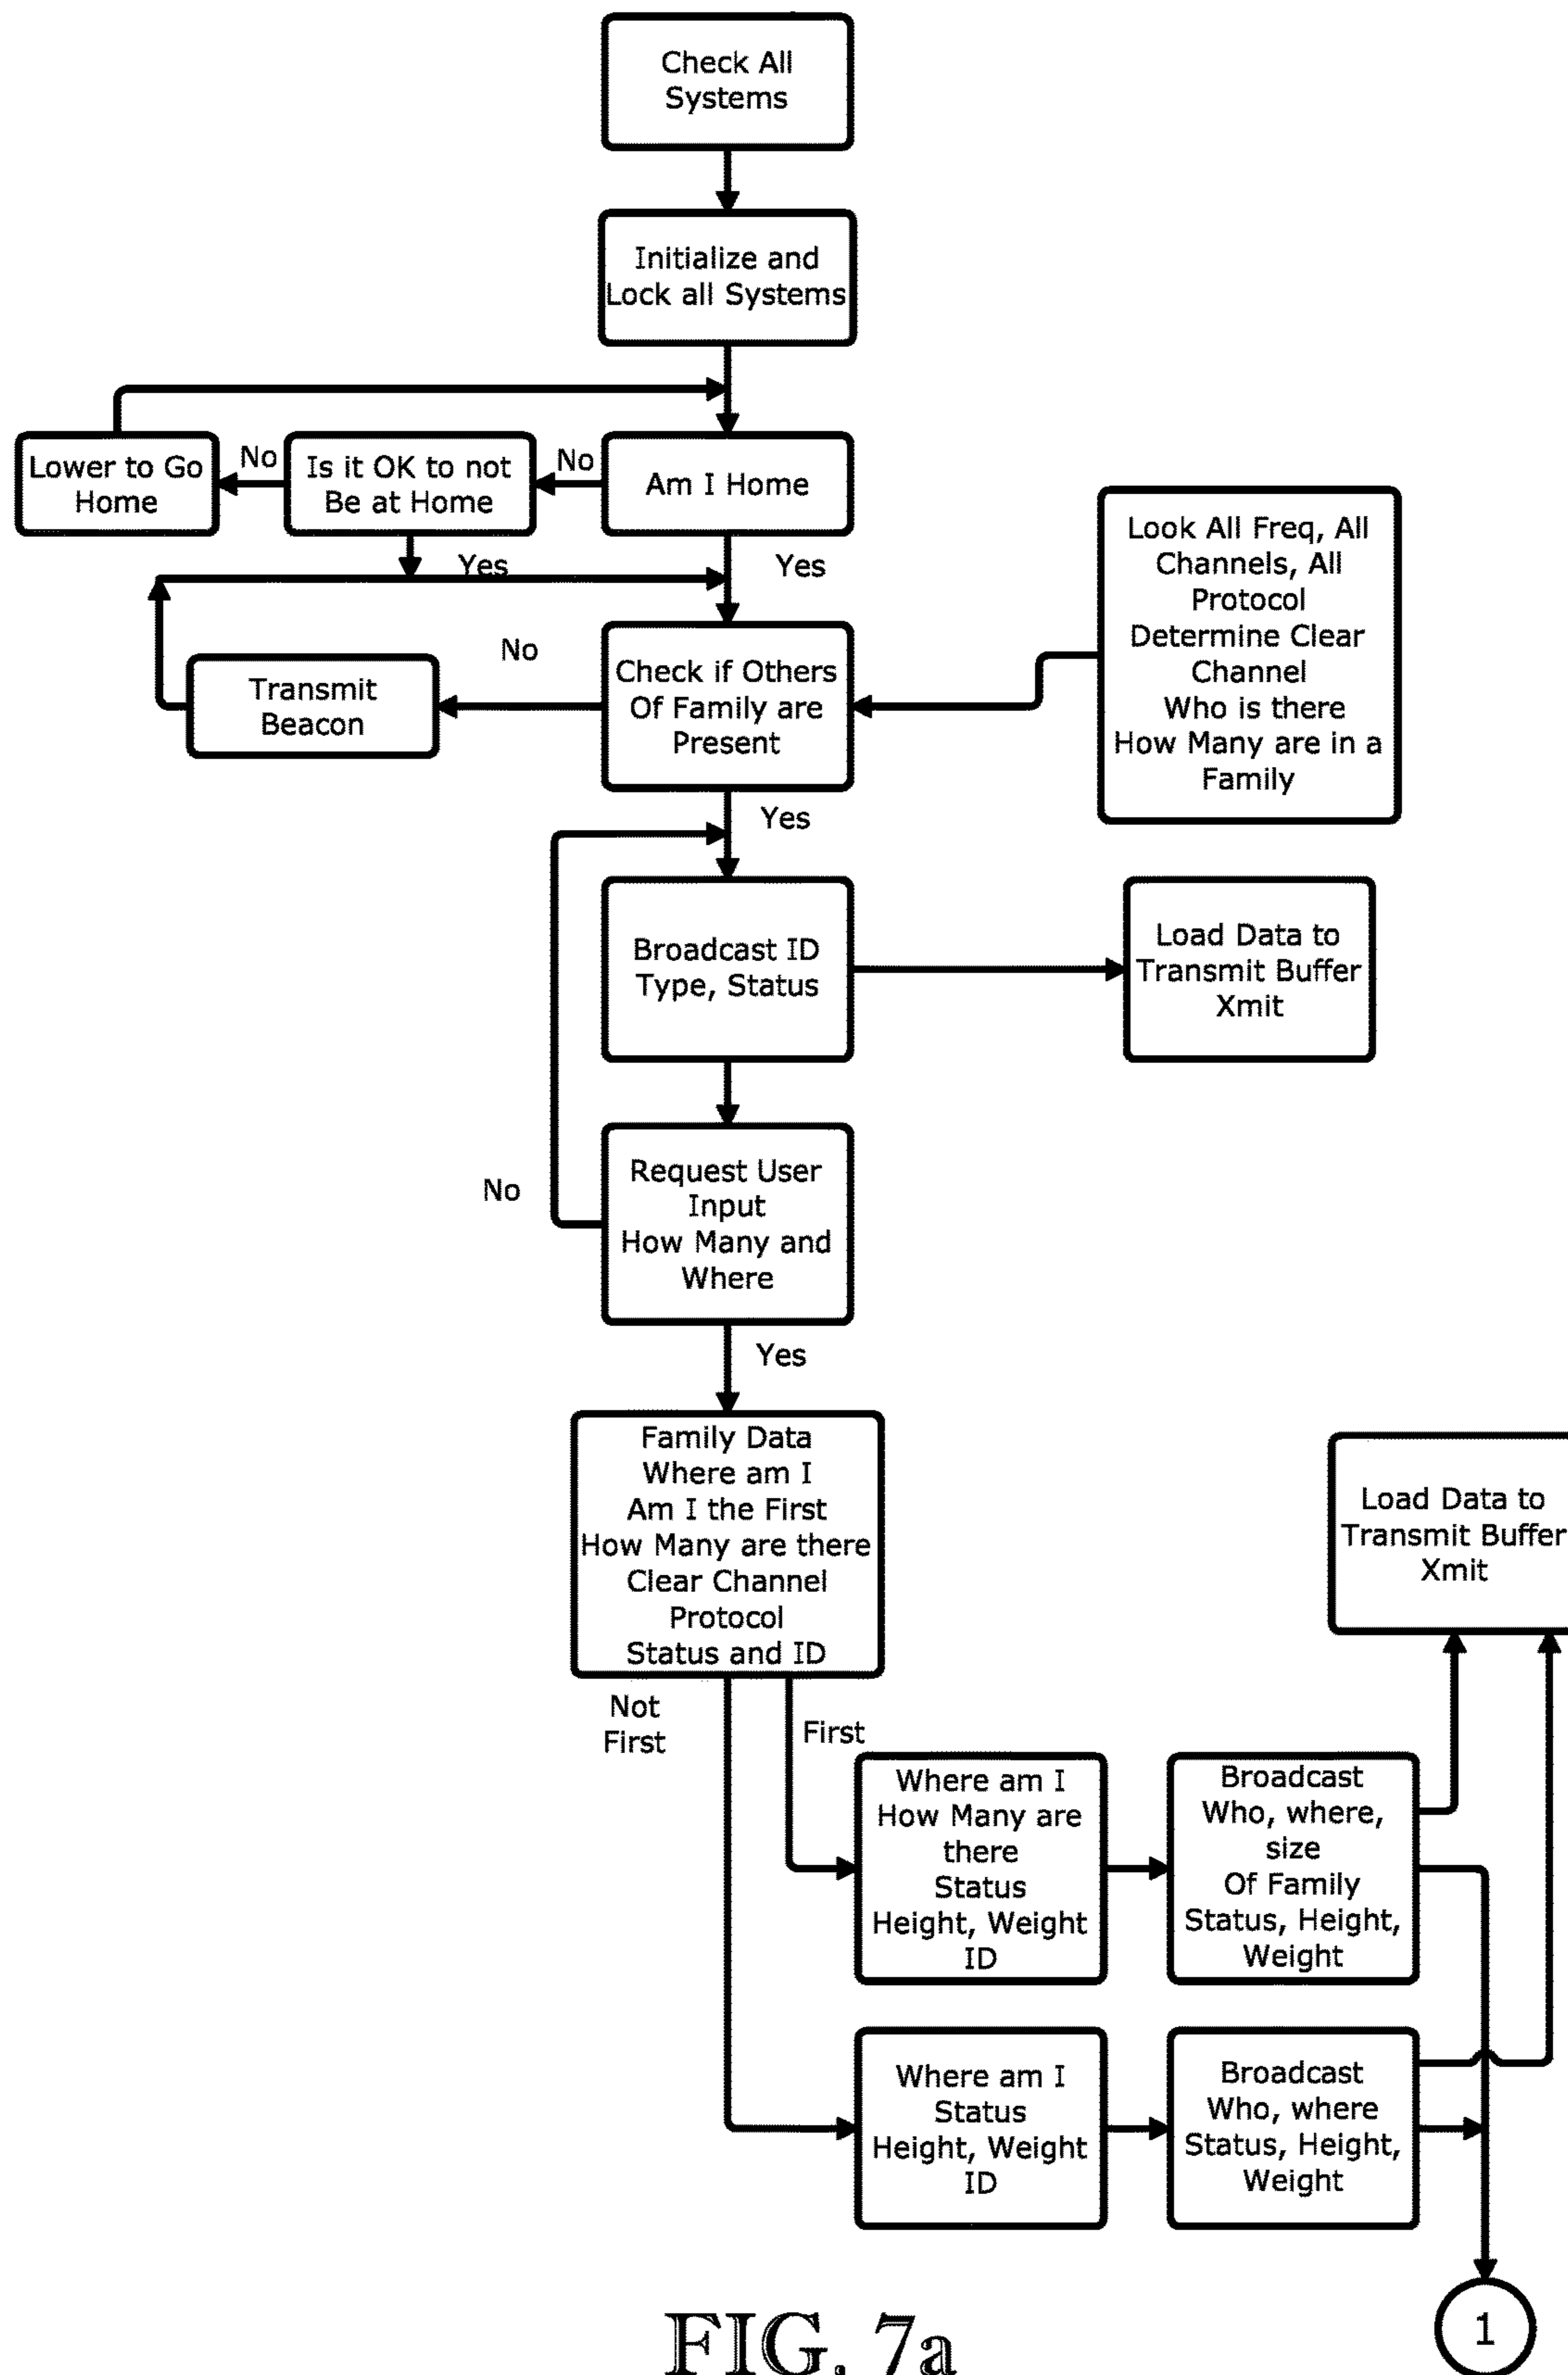 Check All
Systems
Initialize and
Lock all Systems
Lower to Go
Home
No
Is it OK to not
Be at Home
No
Am I Home
Yes
Yes
Look All Freq, All
Channels, All
Protocol
Determine Clear
Channel
Who is there
How Many are in a
Family
Transmit
Beacon
No
Check if Others
Of Family are
Present
Yes
Broadcast ID
Type, Status
Load Data to
Transmit Buffer
Xmit
No
Request User
Input
How Many and
Where
Yes
Family Data
Where am I
Am I the First
How Many are there
Clear Channel
Protocol
Status and ID
Load Data to
Transmit Buffer
Xmit
Not
First
First
Where am I
How Many are
there
Status
Height, Weight
ID
Broadcast
Who, where,
size
Of Family
Status, Height,
Weight
Where am I
Status
Height, Weight
ID
Broadcast
Who, where
Status, Height,
Weight
1
FIG. 7a